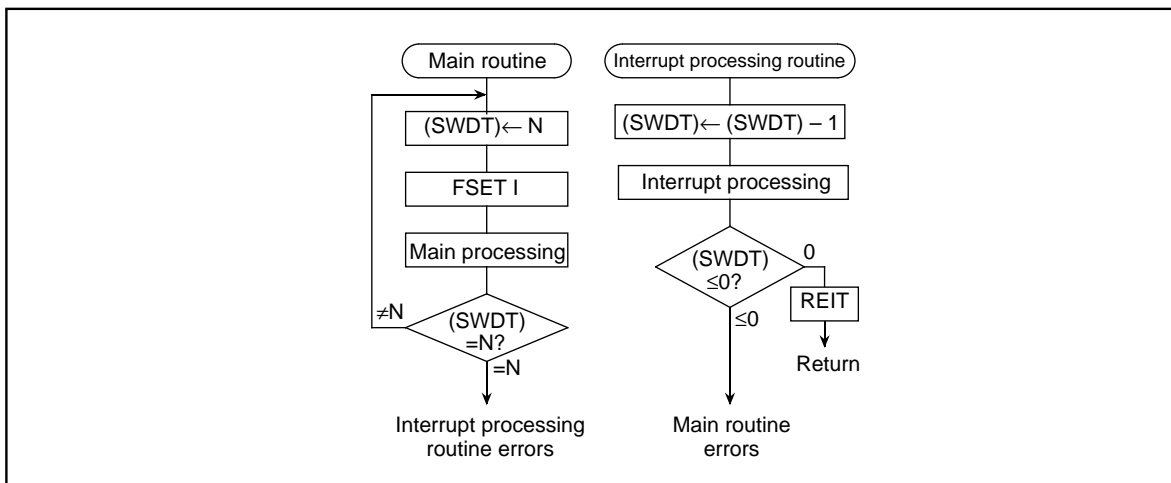 Main routine
(SWDT)← N
FSET I
Main processing
≠N
(SWDT)
=N?
=N
Interrupt processing
routine errors
Interrupt processing routine
(SWDT)← (SWDT) – 1
Interrupt processing
(SWDT)
≤0?
0
REIT
Return
≤0
Main routine
errors